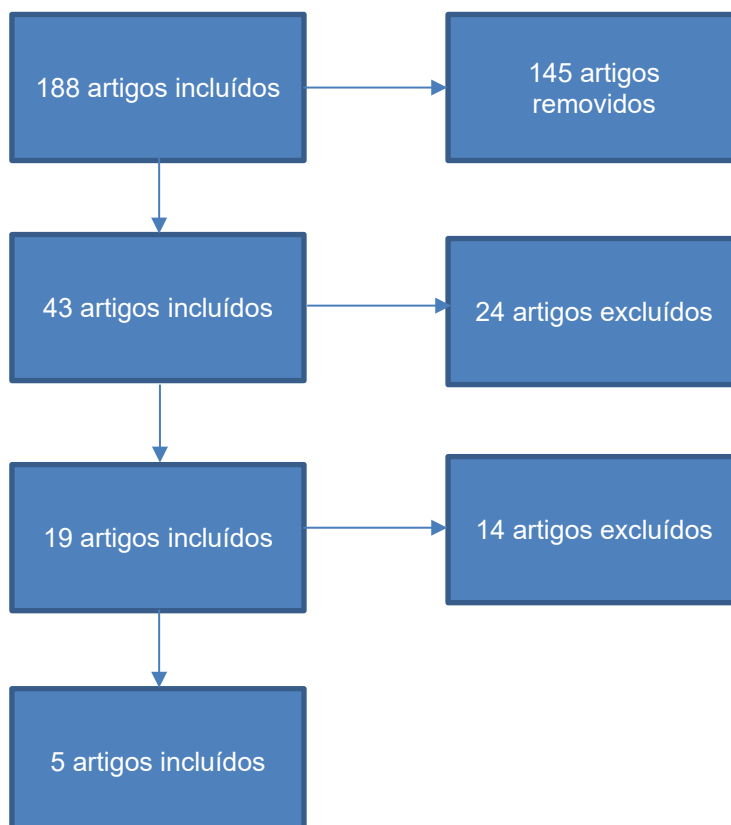 188 artigos incluídos
145 artigos
removidos
43 artigos incluídos
24 artigos excluídos
19 artigos incluídos
14 artigos excluídos
5 artigos incluídos